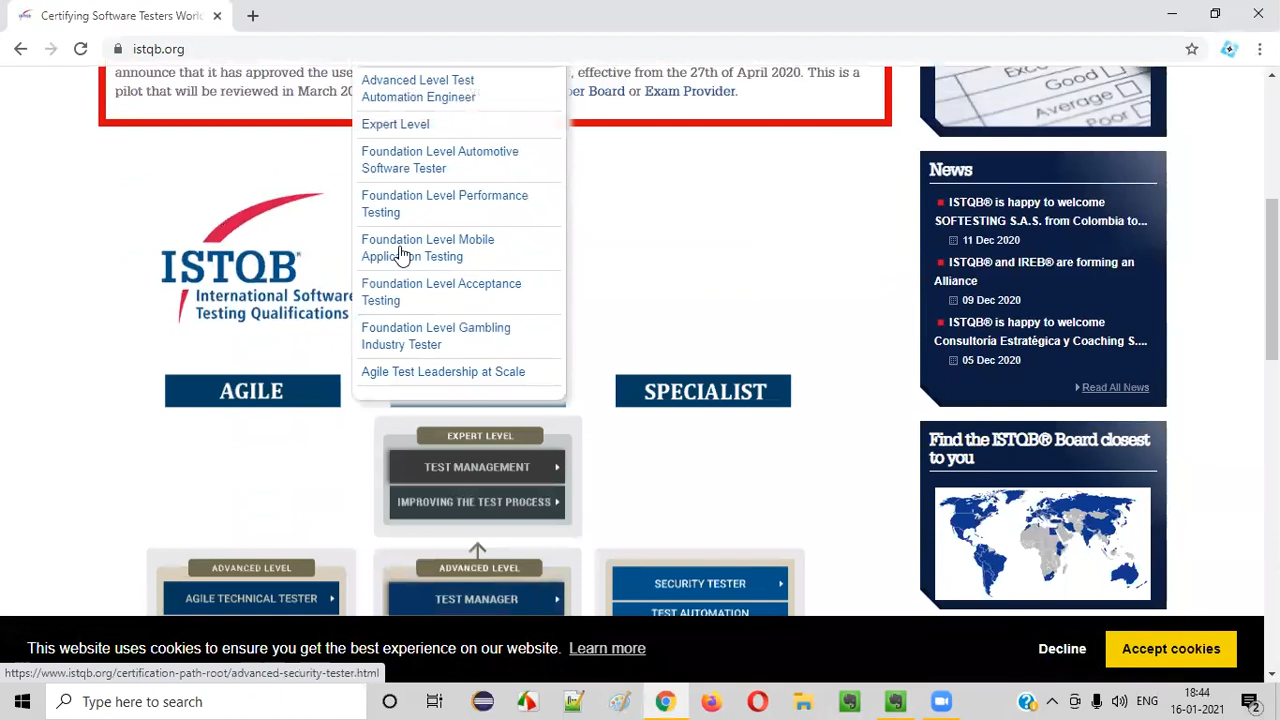 Certifying Software Testers Worl
istqb.org
announce that it has approved the use
, effective from the 27th of April 2020. This is a
pilot that will be reviewed in March 20
ber Board or Exam Provider.
Advanced Level Test
Automation Engineer
Expert Level
Foundation Level Automotive
Software Tester
Foundation Level Performance
Testing
Foundation Level Mobile
Application Testing
Foundation Level Acceptance
Testing
Foundation Level Gambling
Industry Tester
Agile Test Leadership at Scale
ISTQB®
International Software
Testing Qualifications
AGILE
SPECIALIST
EXPERT LEVEL
TEST MANAGEMENT
IMPROVING THE TEST PROCESS
ADVANCED LEVEL
AGILE TECHNICAL TESTER
ADVANCED LEVEL
TEST MANAGER
SECURITY TESTER
TEST AUTOMATION
Good
Average
Poor
News
ISTQB® is happy to welcome
SOFTESTING S.A.S. from Colombia to...
11 Dec 2020
ISTQB® and IREB® are forming an
Alliance
09 Dec 2020
ISTQB® is happy to welcome
Consultoría Estratégica y Coaching S....
05 Dec 2020
Read All News
Find the ISTQB® Board closest
to you
This website uses cookies to ensure you get the best experience on our website. Learn more
Decline
Accept cookies
https://www.istqb.org/certification-path-root/advanced-security-tester.html
Type here to search
ENG
18:44
16-01-2021
2